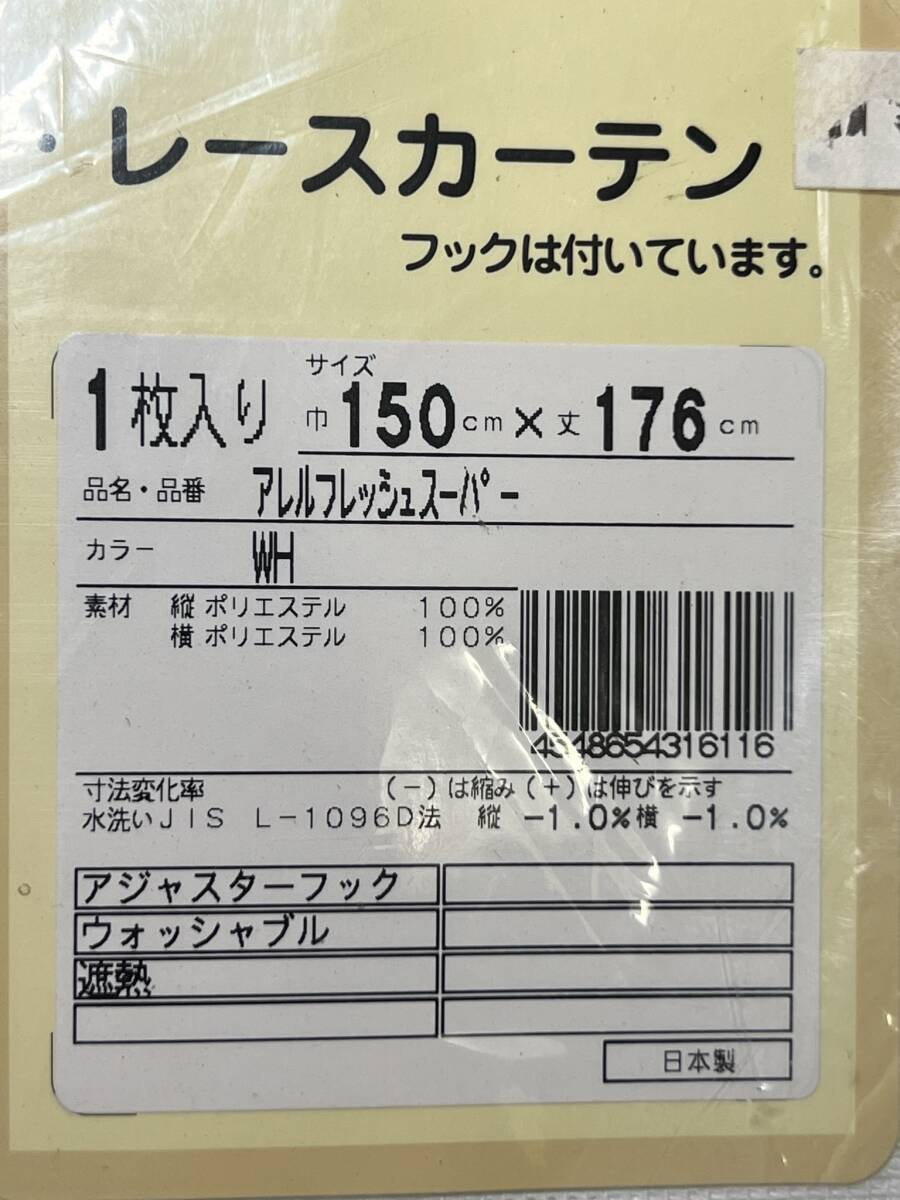 ・レースカーテン
フックは付いています。
サイズ
1枚入り 巾150cm×丈176cm
品名・品番 アレルフレッシュスーパー
カラー WH
素材 縦 ポリエステル 100%
横 ポリエステル 100%
4548654316116
寸法変化率 (-)は縮み(+)は伸びを示す
水洗いJIS L-1096D法 縦 -1.0%横 -1.0%
アジャスターフック
ウォッシャブル
遮熱
日本製